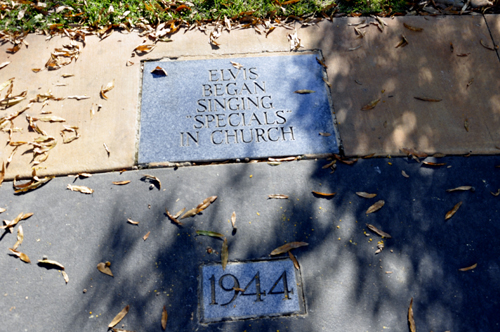 ELVIS
BEGAN
SINGING
"SPECIALS"
IN CHURCH
1944